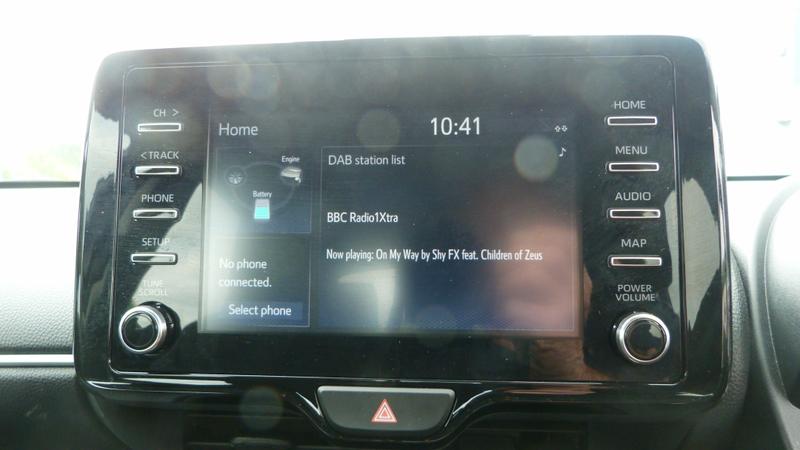 CH >
< TRACK
PHONE
SETUP
TUNE
SCROLL
Home
10:41
Engine
Battery
DAB station list
BBC Radio1Xtra
Now playing: On My Way by Shy FX feat. Children of Zeus
No phone
connected.
Select phone
HOME
MENU
AUDIO
MAP
POWER
VOLUME